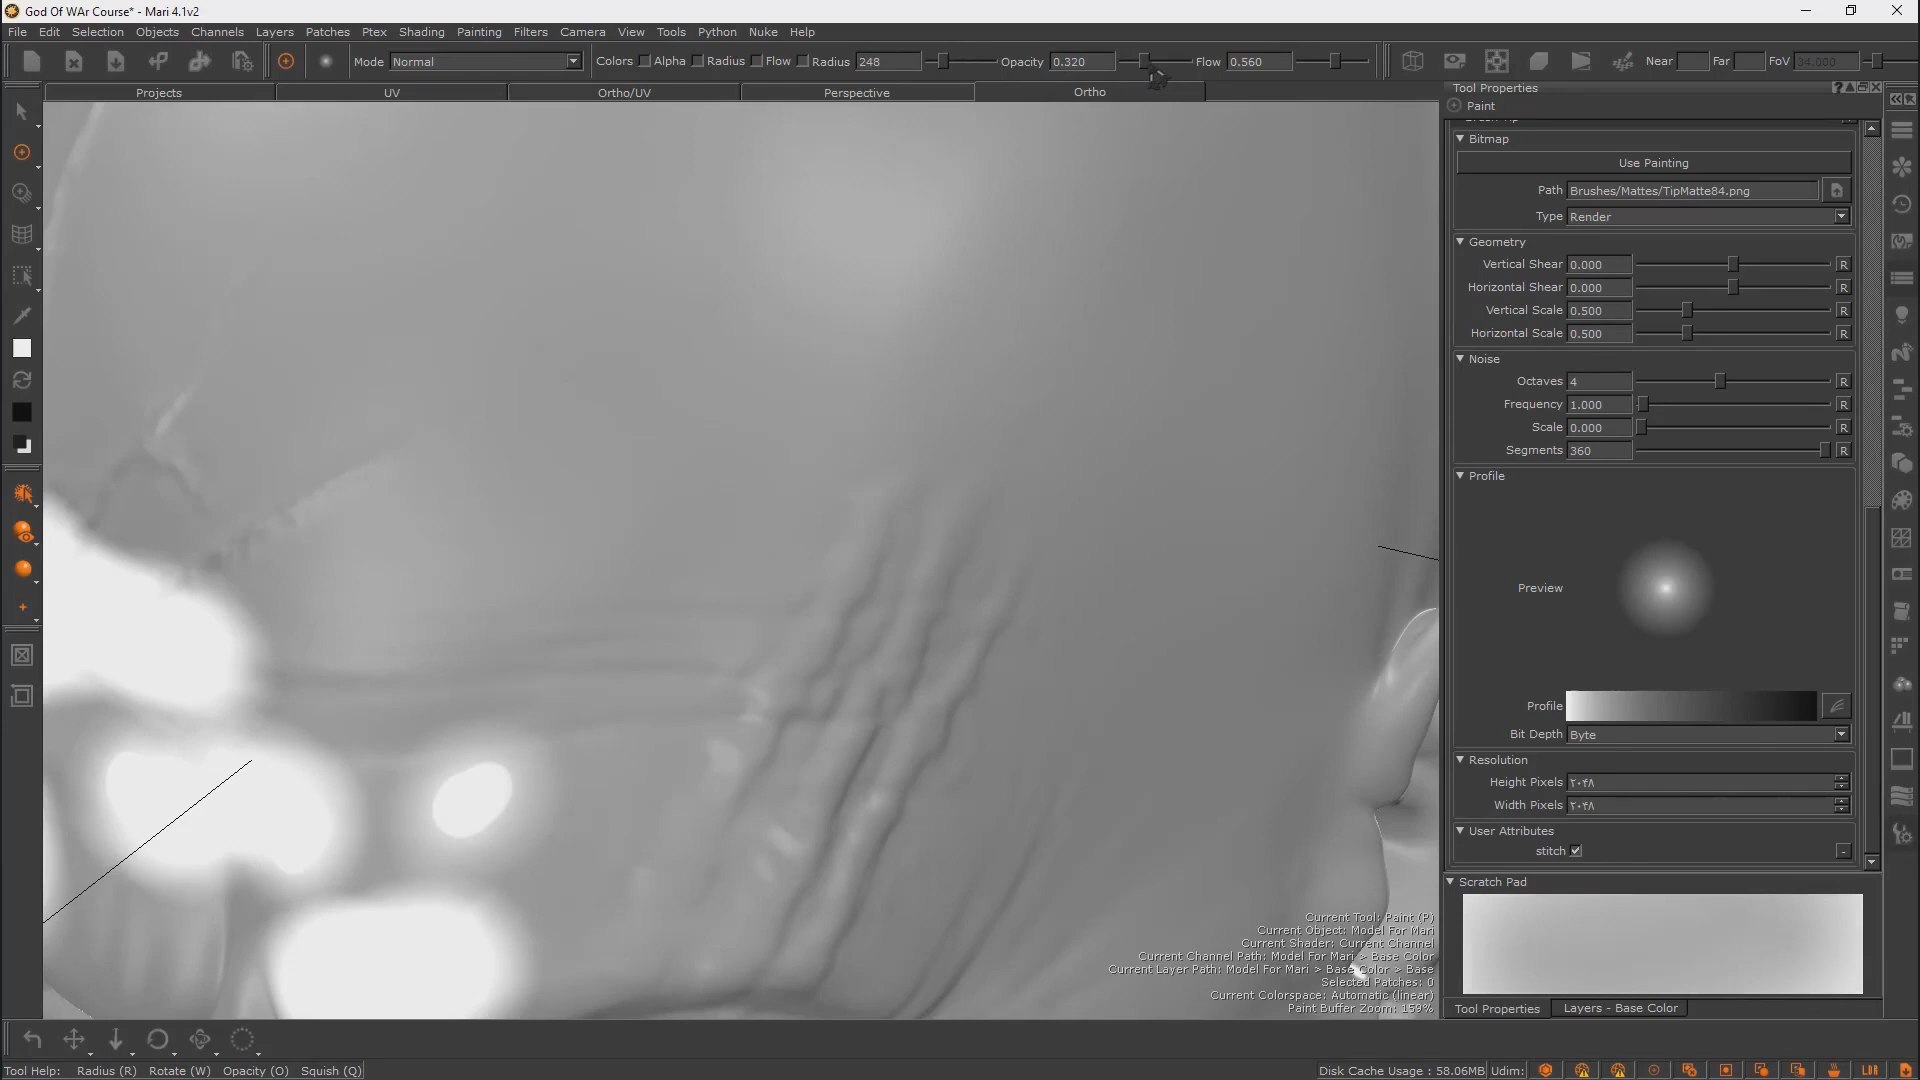 God Of WAr Course* - Mari 4.1v2
File Edit Selection Objects Channels Layers Patches Ptex Shading Painting Filters Camera View Tools Python Nuke Help
Mode Normal Colors Alpha Radius Flow Radius 248 Opacity 0.320 Flow 0.560 Near Far FoV 34.000
Projects UV Ortho/UV Perspective Ortho
Tool Properties
Paint
Bitmap
Use Painting
Path Brushes/Mattes/TipMatte84.png
Type Render
Geometry
Vertical Shear 0.000 R
Horizontal Shear 0.000 R
Vertical Scale 0.500 R
Horizontal Scale 0.500 R
Noise
Octaves 4 R
Frequency 1.000 R
Scale 0.000 R
Segments 360 R
Profile
Preview
Profile
Bit Depth Byte
Resolution
Height Pixels ۲۰۴۸
Width Pixels ۲۰۴۸
User Attributes
stitch
Scratch Pad
Current Tool: Paint (P)
Current Object: Model For Mari
Current Shader: Current Channel
Current Channel Path: Model For Mari > Base Color
Current Layer Path: Model For Mari > Base Color > Base
Selected Patches: 0
Current Colorspace: Automatic (linear)
Paint Buffer Zoom: 159%
Tool Properties Layers - Base Color
Tool Help: Radius (R) Rotate (W) Opacity (O) Squish (Q) Disk Cache Usage : 58.06MB Udim: LDR